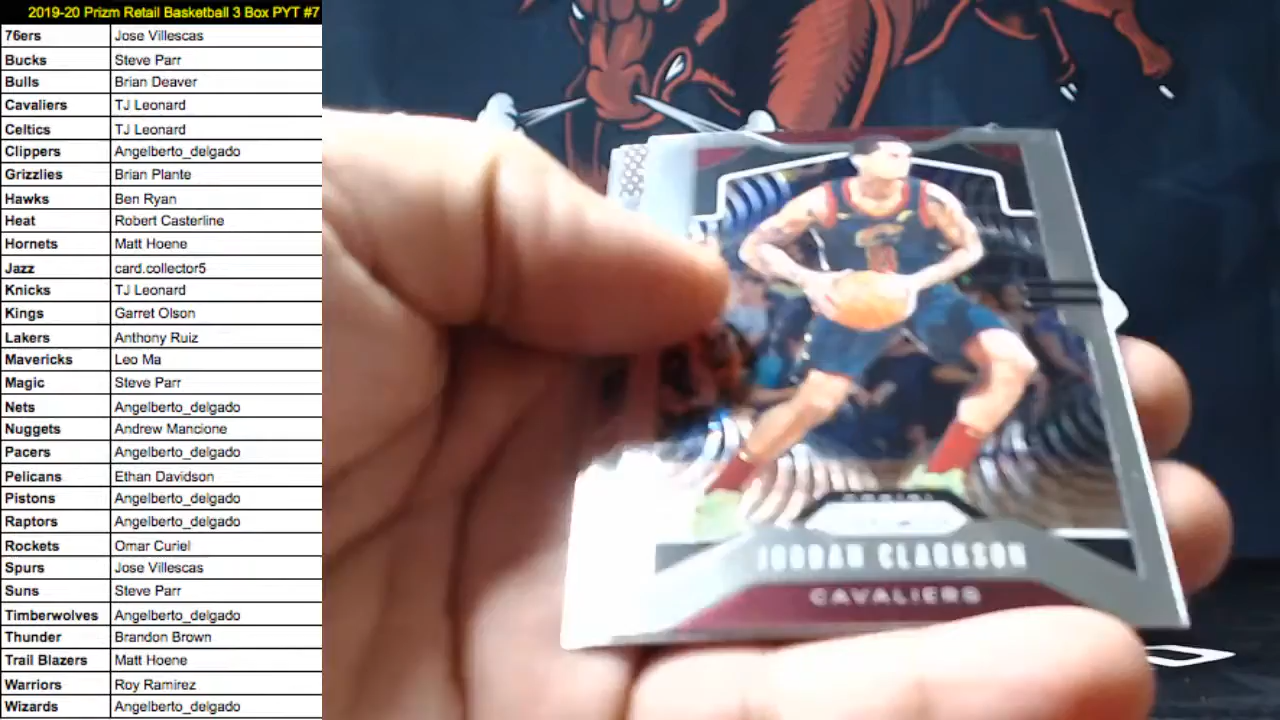 2019-20 Prizm Retail Basketball 3 Box PYT #7
76ers Jose Villescas
Bucks Steve Parr
Bulls Brian Deaver
Cavaliers TJ Leonard
Celtics TJ Leonard
Clippers Angelberto_delgado
Grizzlies Brian Plante
Hawks Ben Ryan
Heat Robert Casterline
Hornets Matt Hoene
Jazz card.collector5
Knicks TJ Leonard
Kings Garret Olson
Lakers Anthony Ruiz
Mavericks Leo Ma
Magic Steve Parr
Nets Angelberto_delgado
Nuggets Andrew Mancione
Pacers Angelberto_delgado
Pelicans Ethan Davidson
Pistons Angelberto_delgado
Raptors Angelberto_delgado
Rockets Omar Curiel
Spurs Jose Villescas
Suns Steve Parr
Timberwolves Angelberto_delgado
Thunder Brandon Brown
Trail Blazers Matt Hoene
Warriors Roy Ramirez
Wizards Angelberto_delgado
JORDAN CLARKSON
CAVALIERS